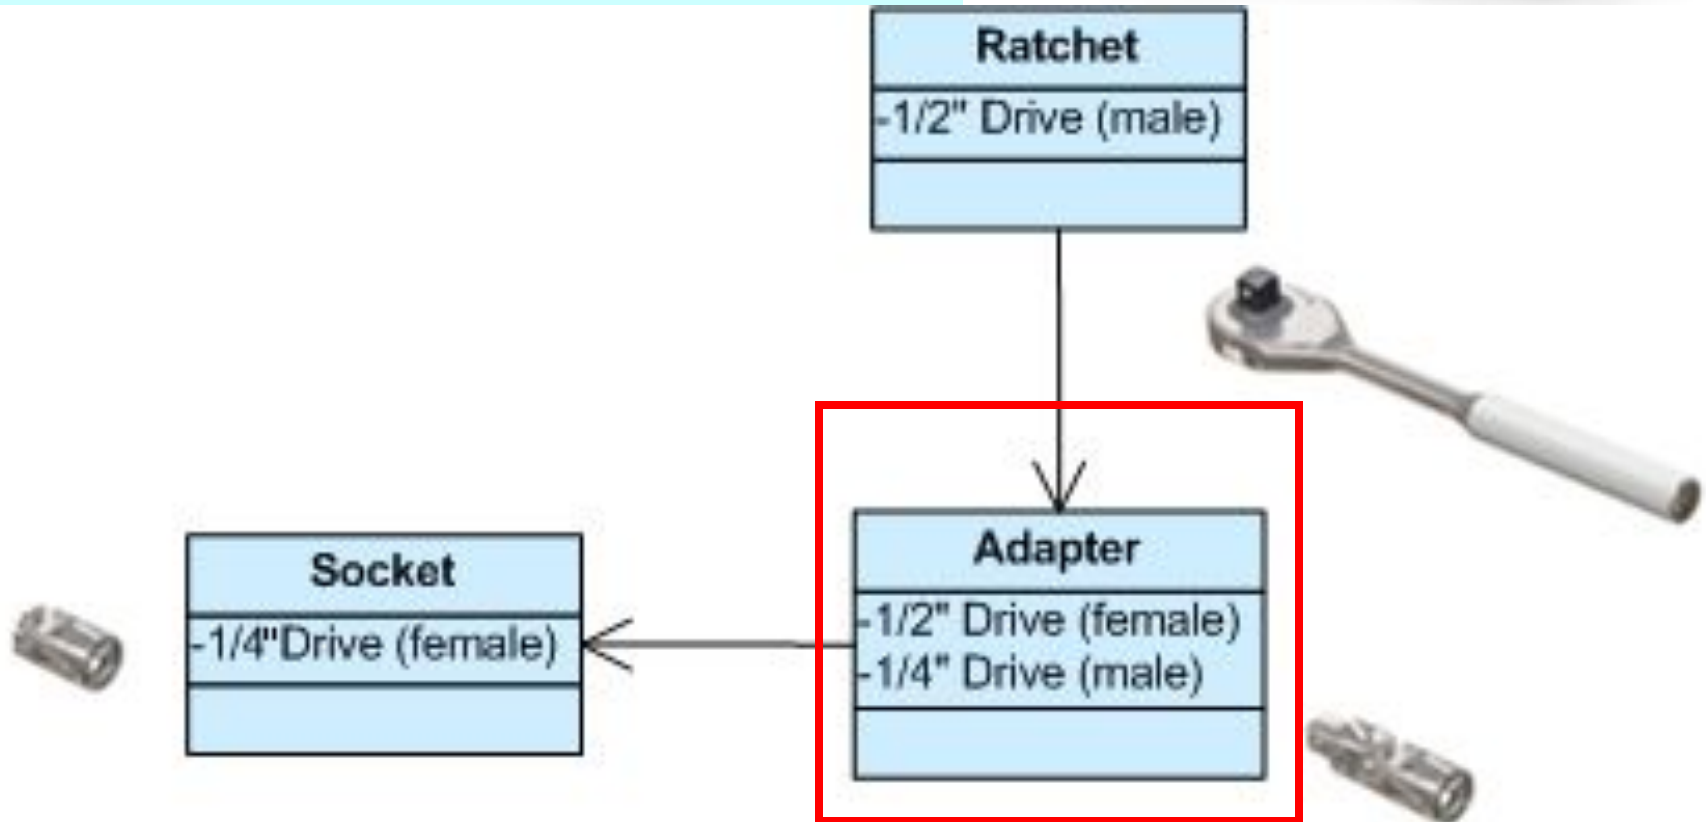 Ratchet
-1/2" Drive (male)
Adapter
-1/2" Drive (female)
-1/4" Drive (male)
Socket
-1/4"Drive (female)